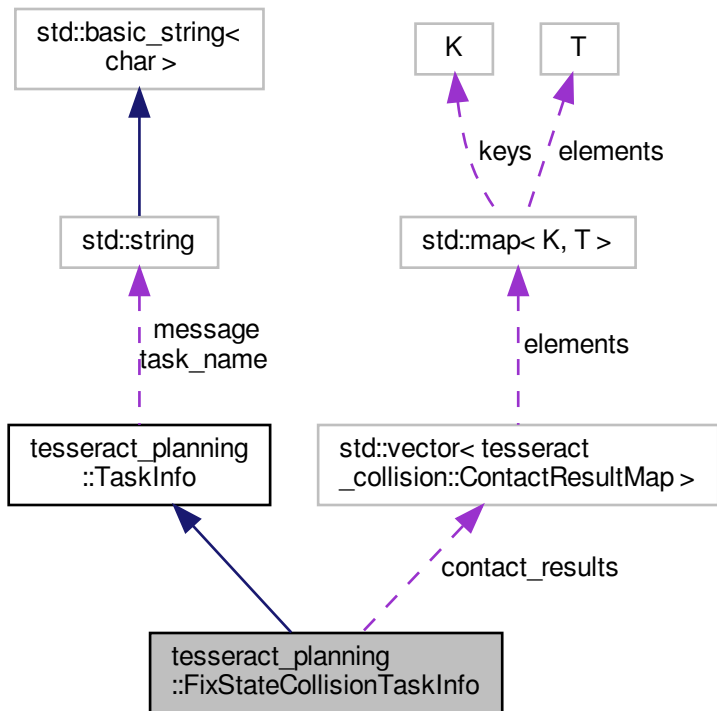 std::basic_string<
char >
K
T
keys
elements
std::string
std::map< K, T >
message
task_name
elements
tesseract_planning
::TaskInfo
std::vector< tesseract
_collision::ContactResultMap >
contact_results
tesseract_planning
::FixStateCollisionTaskInfo